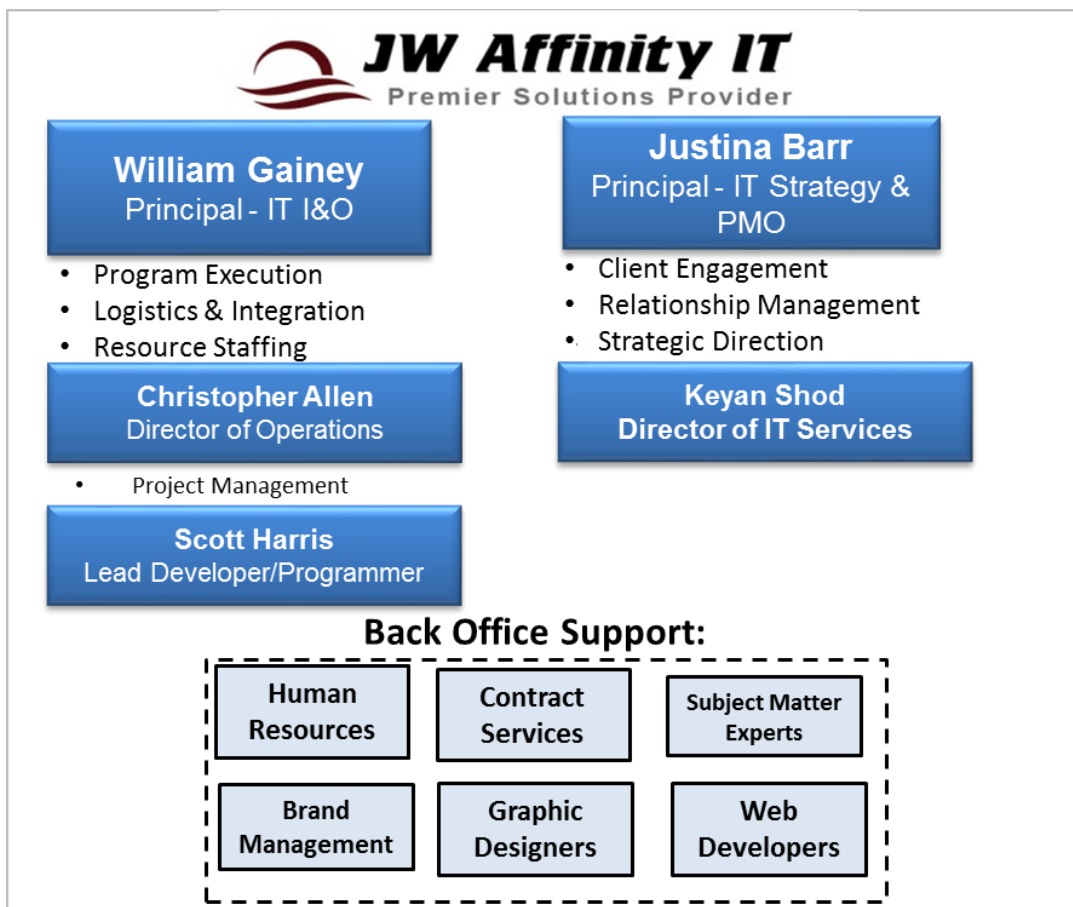 JW Affinity IT
Premier Solutions Provider
William Gainey
Principal - IT I&O
• Program Execution
• Logistics & Integration
• Resource Staffing
Christopher Allen
Director of Operations
• Project Management
Scott Harris
Lead Developer/Programmer
Justina Barr
Principal - IT Strategy &
PMO
• Client Engagement
• Relationship Management
• Strategic Direction
Keyan Shod
Director of IT Services
Back Office Support:
Human
Resources
Contract
Services
Subject Matter
Experts
Brand
Management
Graphic
Designers
Web
Developers